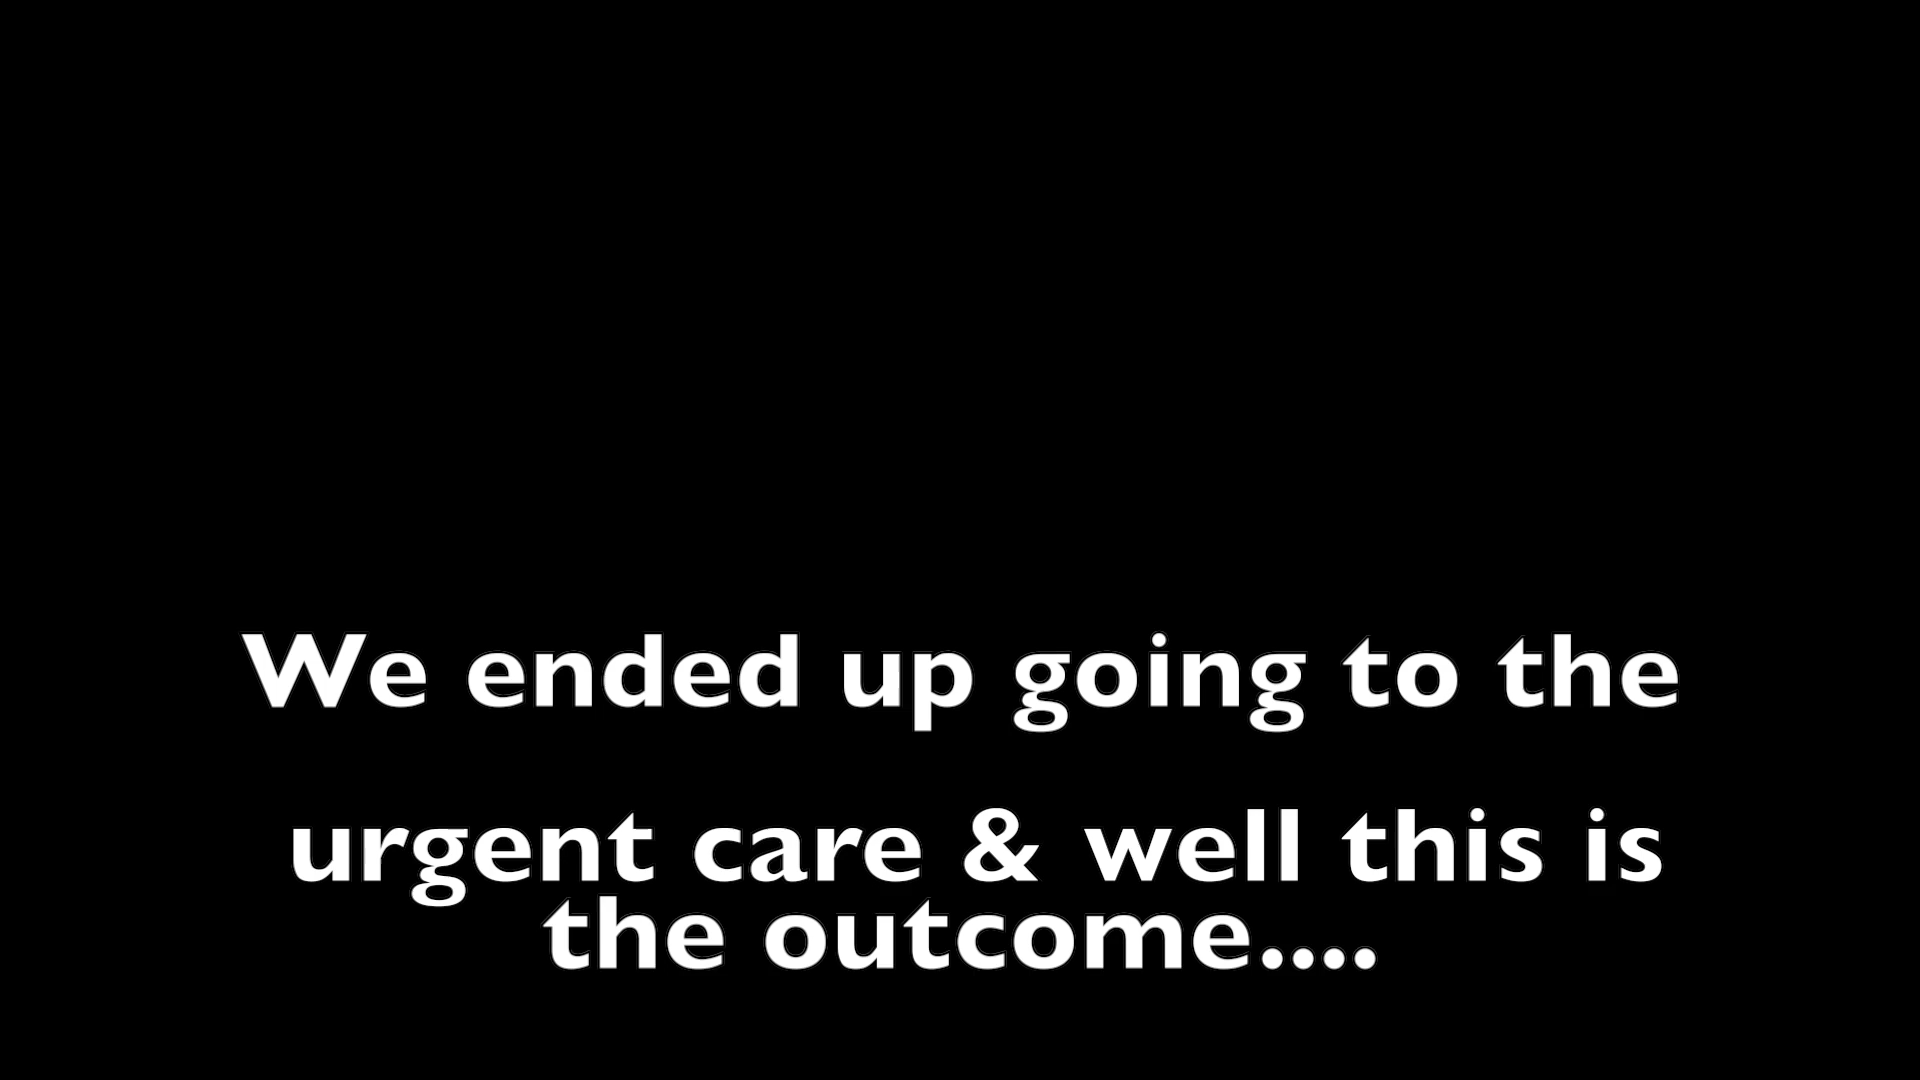 We ended up going to the
urgent care & well this is
the outcome....